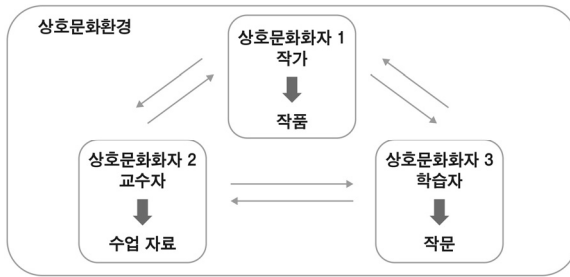 상호문화환경
상호문화화자 1
작가
작품
상호문화화자 2
교수자
수업 자료
상호문화화자 3
학습자
작문